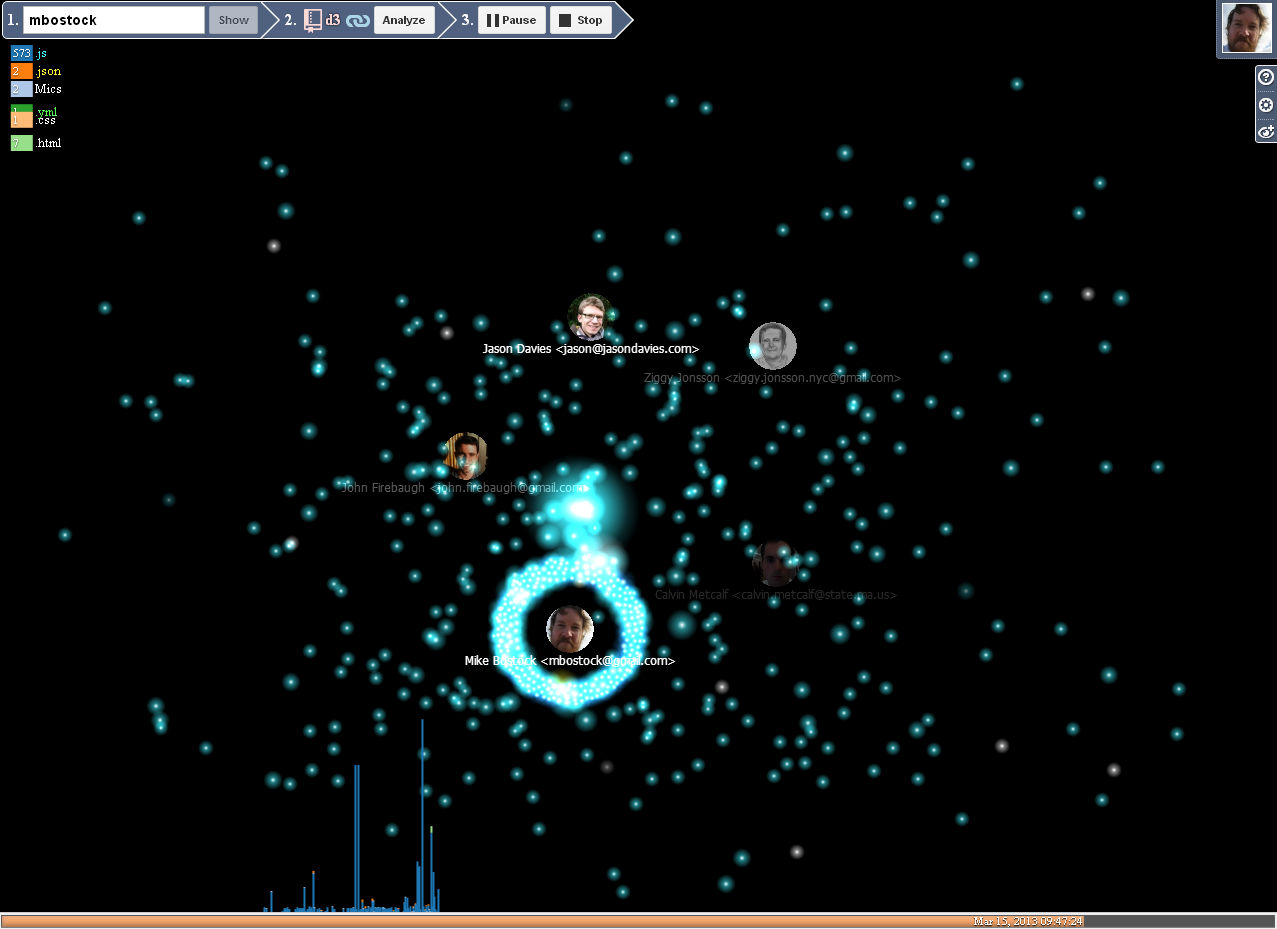 1. mbostock Show 2. d3 Analyze 3. Pause Stop
573 .js
2 .json
2 Mics
1 .yml
1 .css
7 .html
Jason Davies <jason@jasondavies.com>
Ziggy Jonsson <ziggy.jonsson.nyc@gmail.com>
John Firebaugh <john.firebaugh@gmail.com>
Calvin Metcalf <calvin.metcalf@state.ma.us>
Mike Bostock <mbostock@gmail.com>
Mar 15, 2013 09:47:24